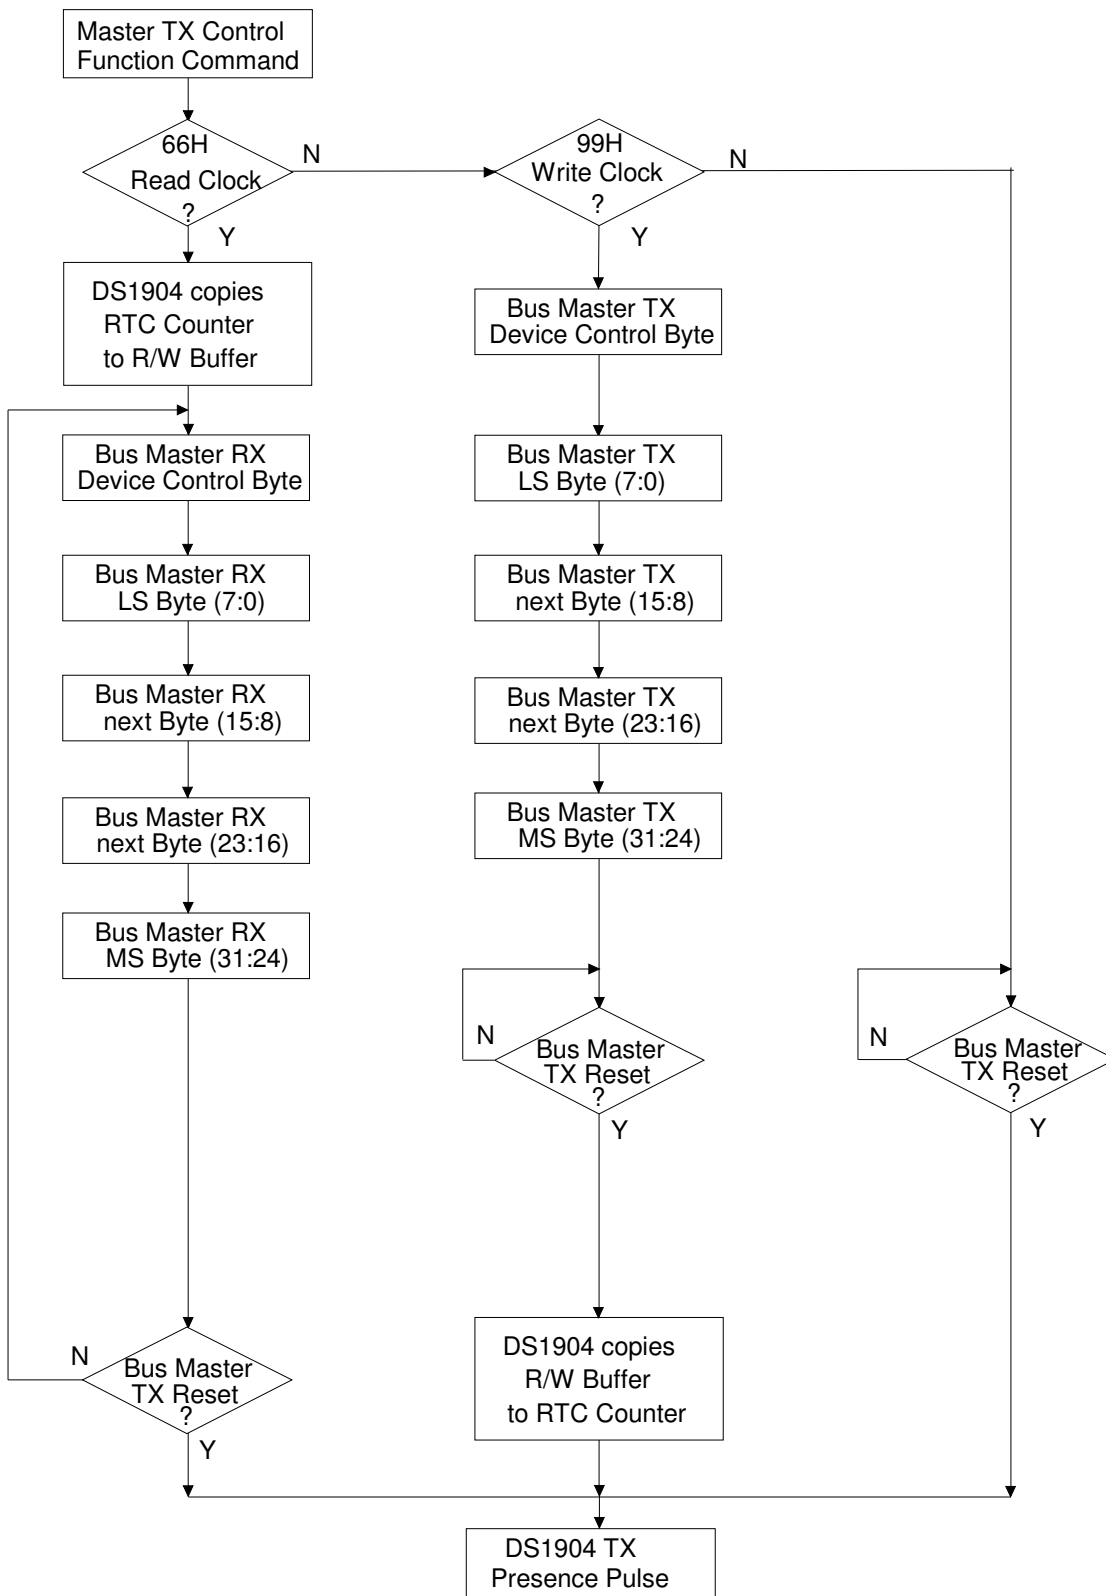 Master TX Control
Function Command
66H
Read Clock
?
N
Y
99H
Write Clock
?
N
Y
DS1904 copies
RTC Counter
to R/W Buffer
Bus Master RX
Device Control Byte
Bus Master RX
LS Byte (7:0)
Bus Master RX
next Byte (15:8)
Bus Master RX
next Byte (23:16)
Bus Master RX
MS Byte (31:24)
N
Bus Master
TX Reset
?
Y
Bus Master TX
Device Control Byte
Bus Master TX
LS Byte (7:0)
Bus Master TX
next Byte (15:8)
Bus Master TX
next Byte (23:16)
Bus Master TX
MS Byte (31:24)
N
Bus Master
TX Reset
?
Y
DS1904 copies
R/W Buffer
to RTC Counter
N
Bus Master
TX Reset
?
Y
DS1904 TX
Presence Pulse